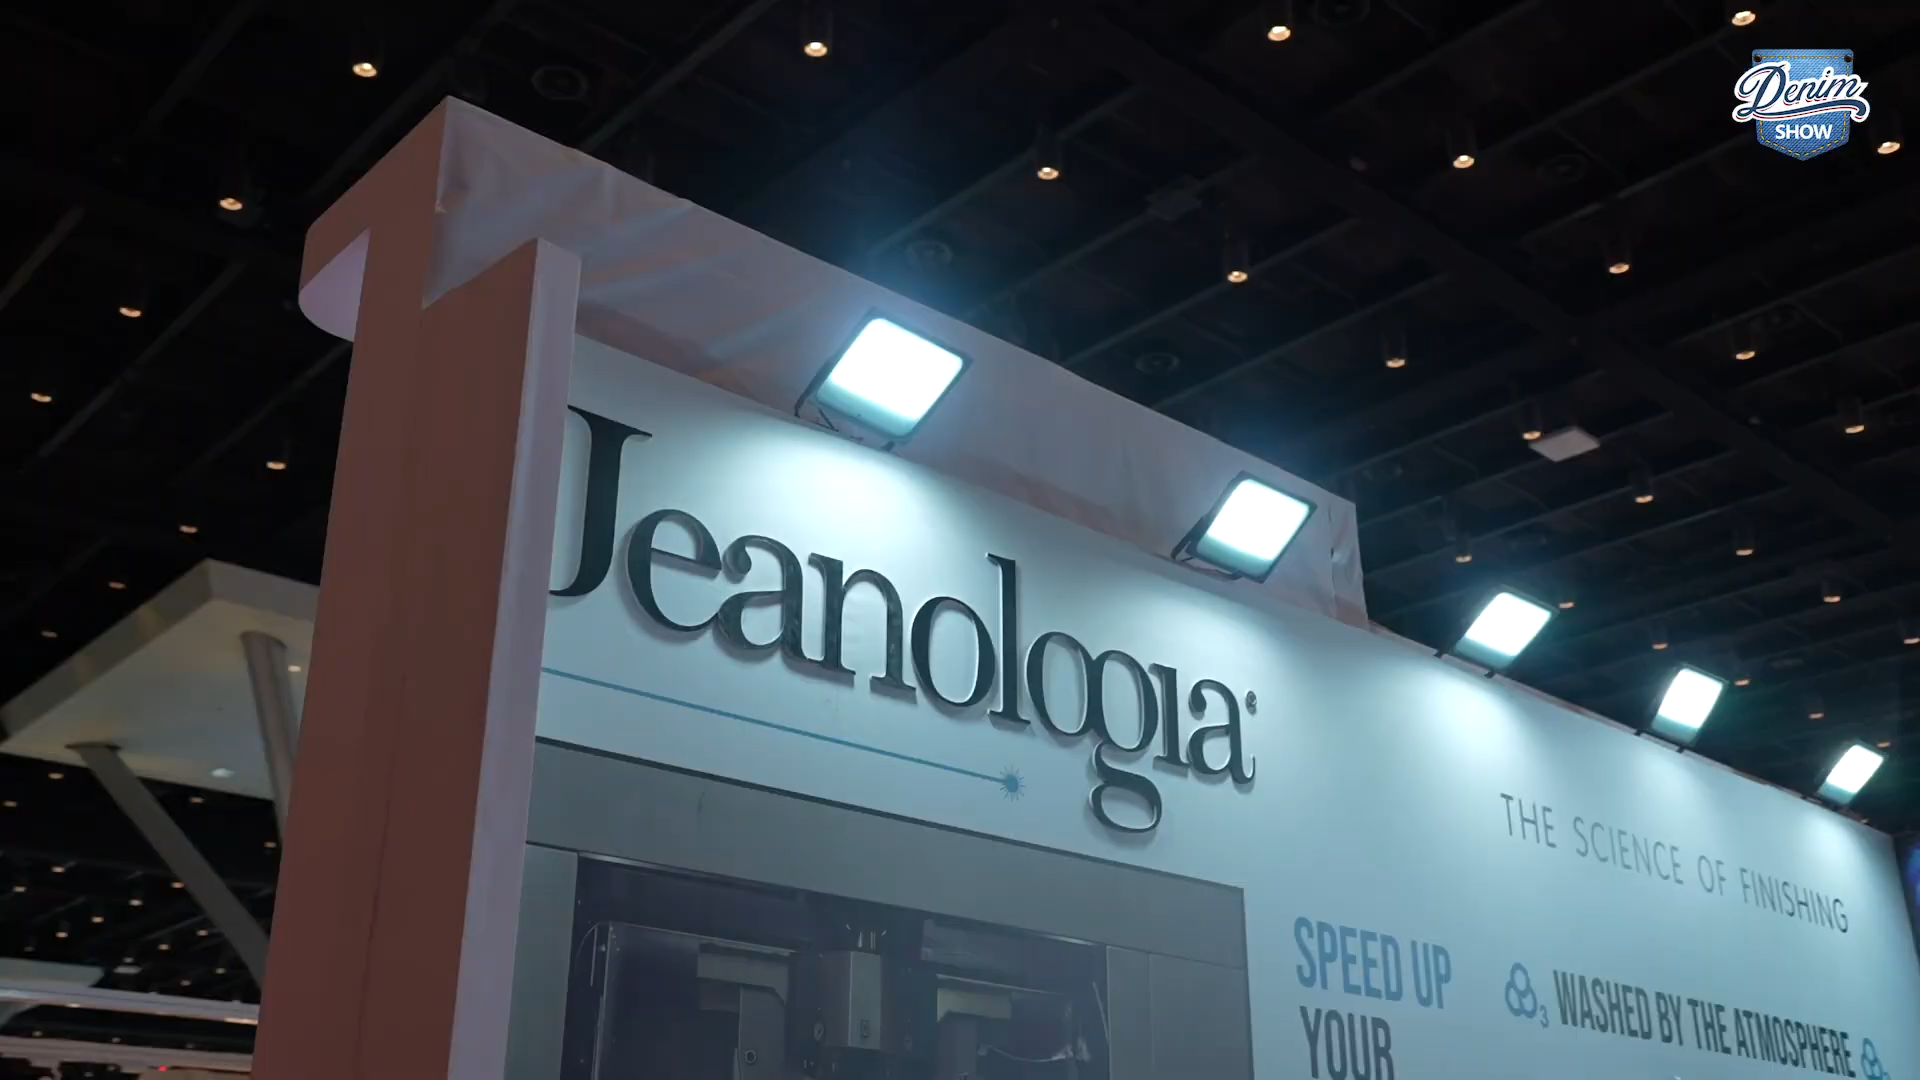 Denim
SHOW
Jeanologia®
THE SCIENCE OF FINISHING
SPEED UP
YOUR
WASHED BY THE ATMOSPHERE